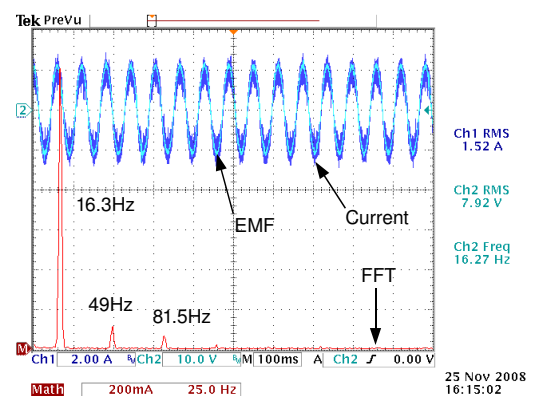 Tek PreVu
2
Ch1 RMS
1.52 A
16.3Hz
Ch2 RMS
7.92 V
EMF
Current
Ch2 Freq
16.27 Hz
FFT
49Hz
81.5Hz
M
Ch1 2.00 A Ch2 10.0 V M 100ms A Ch2 0.00 V
Math 200mA 25.0 Hz
25 Nov 2008
16:15:02